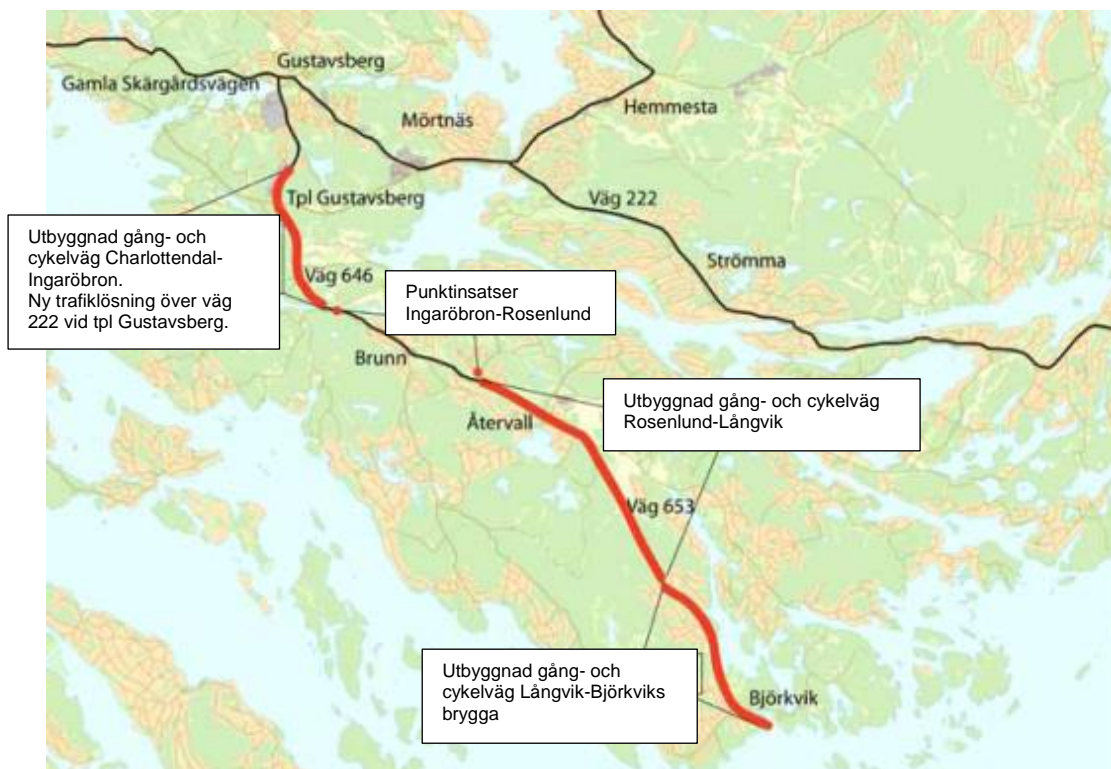 Gustavsberg
Gamla Skärgårdsvägen
Mörtnäs
Hemmesta
Tpl Gustavsberg
Väg 222
Utbyggnad gång- och
cykelväg Charlottendal-
Ingaröbron.
Ny trafiklösning över väg
222 vid tpl Gustavsberg.
Strömma
Väg 646
Punktinsatser
Ingaröbron-Rosenlund
Brunn
Utbyggnad gång- och cykelväg
Rosenlund-Långvik
Återvall
Väg 653
Utbyggnad gång- och
cykelväg Långvik-Björkviks
brygga
Björkvik